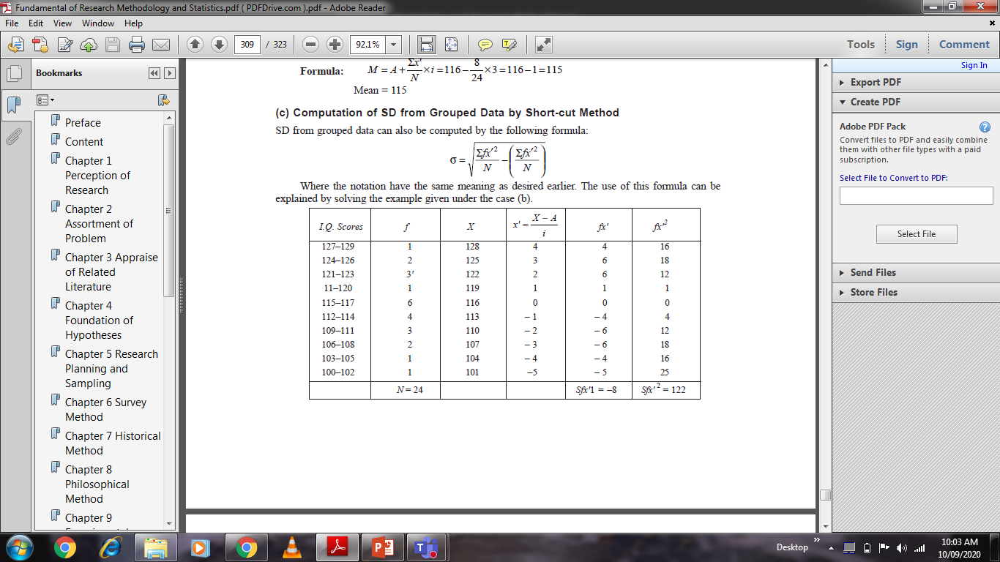 Fundamental of Research Methodology and Statistics.pdf ( PDFDrive.com ).pdf - Adobe Reader
File Edit View Window Help
309 / 323 92.1% Tools Sign Comment
Bookmarks
Preface
Content
Chapter 1
Perception of
Research
Chapter 2
Assortment of
Problem
Chapter 3 Appraise
of Related
Literature
Chapter 4
Foundation of
Hypotheses
Chapter 5 Research
Planning and
Sampling
Chapter 6 Survey
Method
Chapter 7 Historical
Method
Chapter 8
Philosophical
Method
Chapter 9
Formula: M = A + Σx'/N × i = 116 − 8/24 × 3 = 116 − 1 = 115
Mean = 115
(c) Computation of SD from Grouped Data by Short-cut Method
SD from grouped data can also be computed by the following formula:
σ = √(Σfx'²/N − (Σfx'²/N))
Where the notation have the same meaning as desired earlier. The use of this formula can be
explained by solving the example given under the case (b).
I.Q. Scores f X x' = (X − A)/i fx' fx'²
127–129 1 128 4 4 16
124–126 2 125 3 6 18
121–123 3' 122 2 6 12
11–120 1 119 1 1 1
115–117 6 116 0 0 0
112–114 4 113 – 1 – 4 4
109–111 3 110 – 2 – 6 12
106–108 2 107 – 3 – 6 18
103–105 1 104 – 4 – 4 16
100–102 1 101 –5 – 5 25
N = 24 Sfx'1 = –8 Sfx'² = 122
Sign In
Export PDF
Create PDF
Adobe PDF Pack
Convert files to PDF and easily combine
them with other file types with a paid
subscription.
Select File to Convert to PDF:
Select File
Send Files
Store Files
Desktop
10:03 AM
10/09/2020